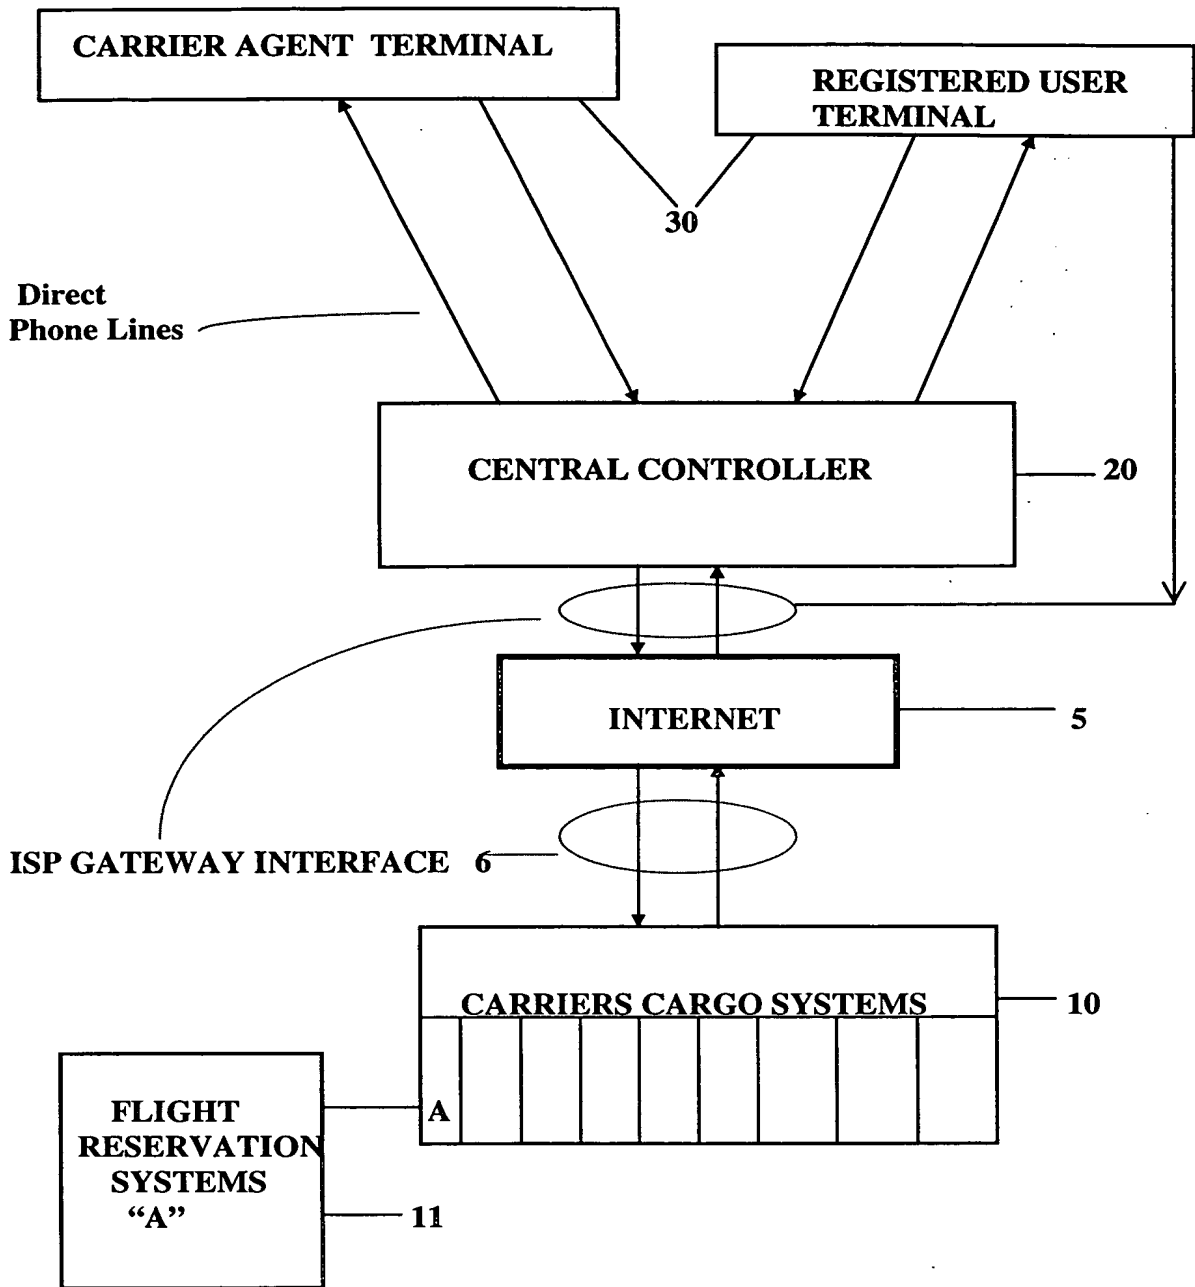 CARRIER AGENT TERMINAL
REGISTERED USER
TERMINAL
30
Direct
Phone Lines
CENTRAL CONTROLLER
20
INTERNET
5
ISP GATEWAY INTERFACE 6
CARRIERS CARGO SYSTEMS
10
A
FLIGHT
RESERVATION
SYSTEMS
“A”
11